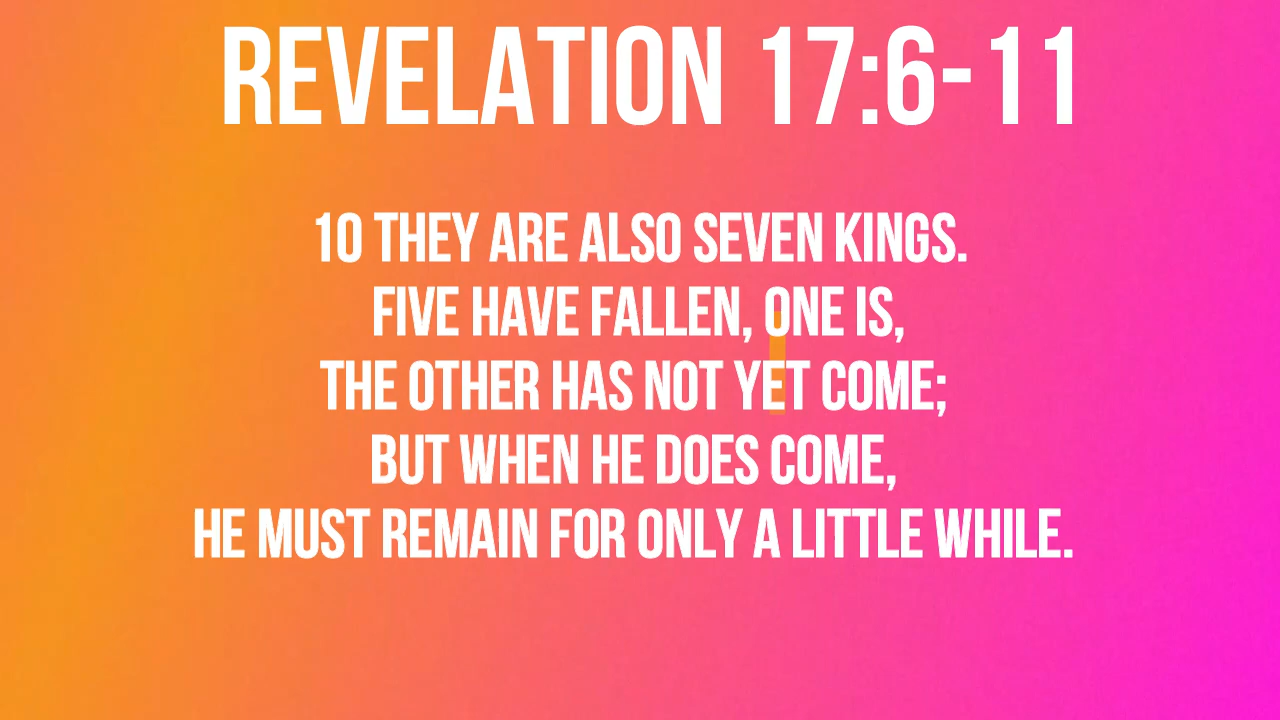 REVELATION 17:6-11
10 THEY ARE ALSO SEVEN KINGS.
FIVE HAVE FALLEN, ONE IS,
THE OTHER HAS NOT YET COME;
BUT WHEN HE DOES COME,
HE MUST REMAIN FOR ONLY A LITTLE WHILE.